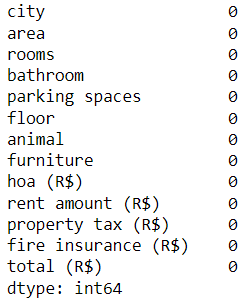 city 0
area 0
rooms 0
bathroom 0
parking spaces 0
floor 0
animal 0
furniture 0
hoa (R$) 0
rent amount (R$) 0
property tax (R$) 0
fire insurance (R$) 0
total (R$) 0
dtype: int64